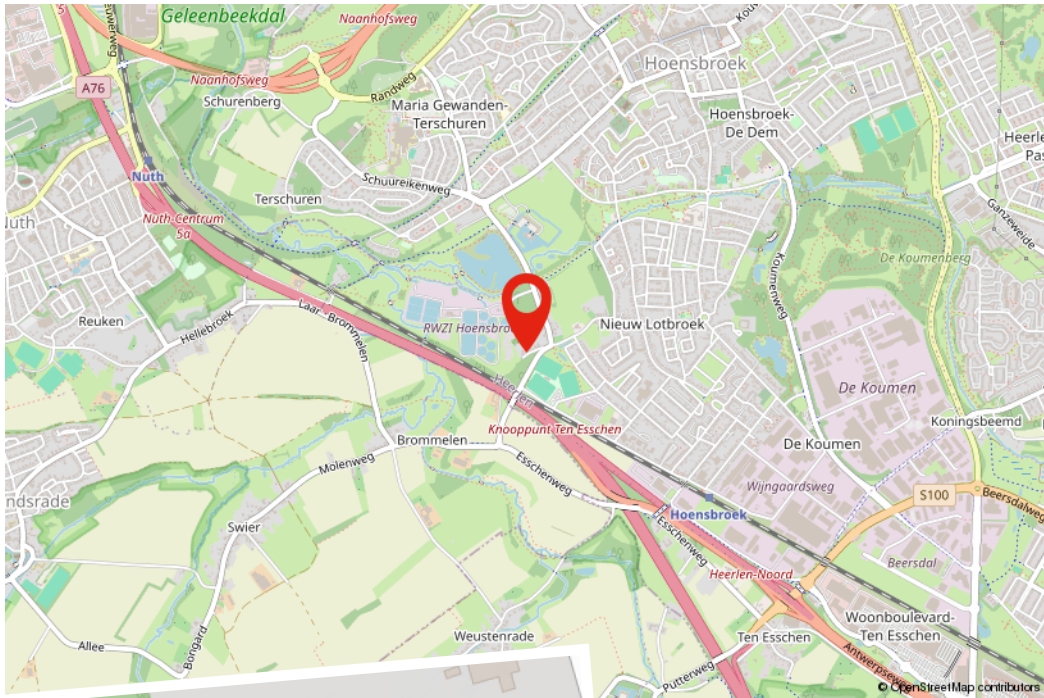 Geleenbeekdal
Naanhofsweg
Hoensbroek
A76
Naanhofsweg
Randweg
Schurenberg
Maria Gewanden-
Terschuren
Hoensbroek-
De Dem
Nuth
Schuureikenweg
Terschuren
Ganzeweide
Nuth-Centrum
5a
De Koumenberg
Koumenweg
Laar - Brommelen
Reuken
Hellebroek
RWZI Hoensbro
Nieuw Lotbroek
Heerlen
De Koumen
Knooppunt Ten Esschen
Koningsbeemd
Brommelen
De Koumen
Molenweg
Esschenweg
Wijngaardsweg
S100
Beersdalweg
ndsrade
Swier
Hoensbroek
Esschenweg
Heerlen-Noord
Beersdal
Woonboulevard-
Ten Esschen
Weustenrade
Ten Esschen
Allee
Bongard
Putterweg
Antwerpsewe
© OpenStreetMap contributors